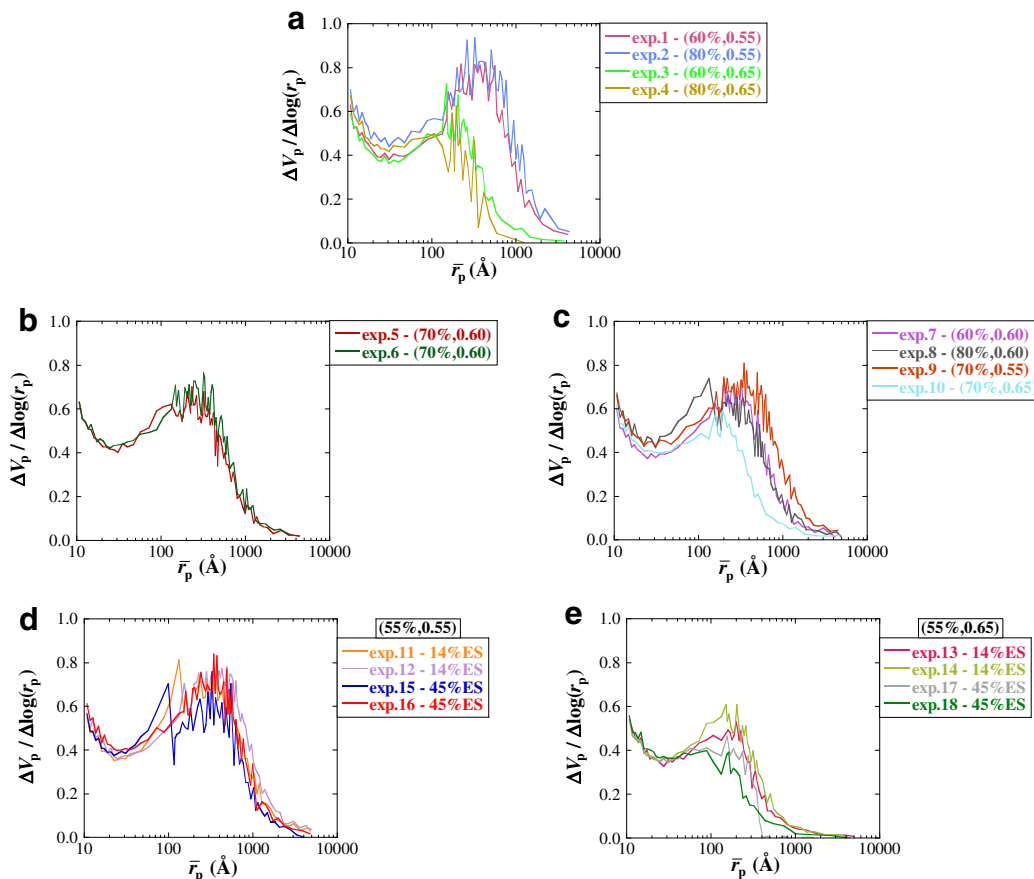 a
1.0
0.8
0.6
0.4
0.2
0.0
ΔVp / Δlog(rp)
10
100
1000
10000
r̄p (Å)
exp.1 - (60%,0.55)
exp.2 - (80%,0.55)
exp.3 - (60%,0.65)
exp.4 - (80%,0.65)
b
1.0
0.8
0.6
0.4
0.2
0.0
ΔVp / Δlog(rp)
10
100
1000
10000
r̄p (Å)
exp.5 - (70%,0.60)
exp.6 - (70%,0.60)
c
1.0
0.8
0.6
0.4
0.2
0.0
ΔVp / Δlog(rp)
10
100
1000
10000
r̄p (Å)
exp.7 - (60%,0.60)
exp.8 - (80%,0.60)
exp.9 - (70%,0.55)
exp.10 - (70%,0.65)
d
1.0
0.8
0.6
0.4
0.2
0.0
ΔVp / Δlog(rp)
10
100
1000
10000
r̄p (Å)
(55%,0.55)
exp.11 - 14%ES
exp.12 - 14%ES
exp.15 - 45%ES
exp.16 - 45%ES
e
1.0
0.8
0.6
0.4
0.2
0.0
ΔVp / Δlog(rp)
10
100
1000
10000
r̄p (Å)
(55%,0.65)
exp.13 - 14%ES
exp.14 - 14%ES
exp.17 - 45%ES
exp.18 - 45%ES